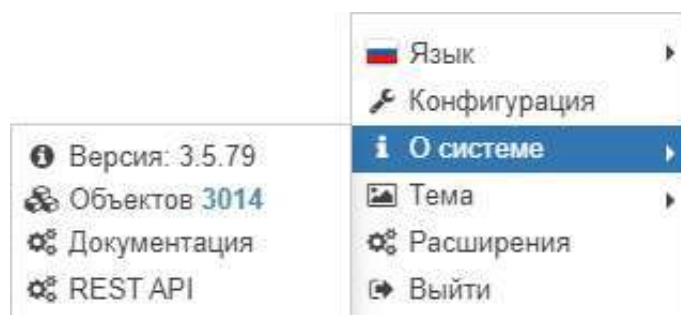 Язык
Конфигурация
О системе
Тема
Расширения
Выйти
Версия: 3.5.79
Объектов 3014
Документация
REST API